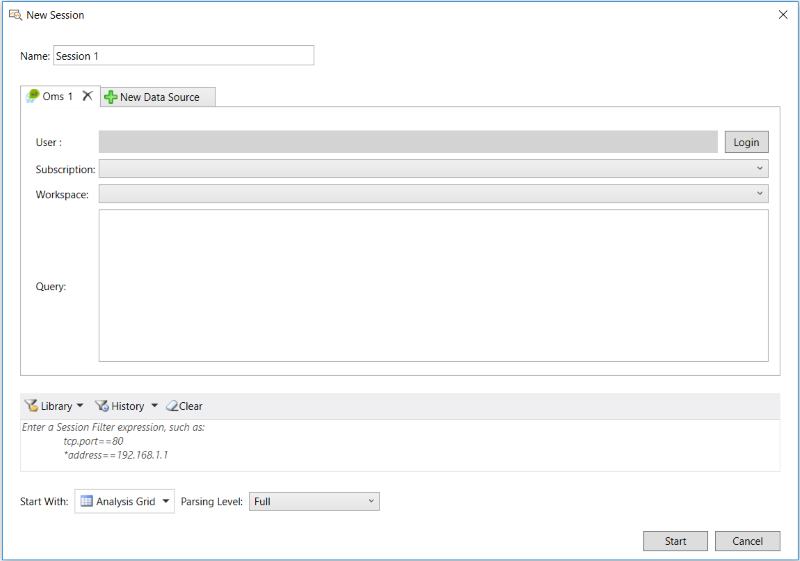 New Session
Name: Session 1
Oms 1 New Data Source
User :
Login
Subscription:
Workspace:
Query:
Library History Clear
Enter a Session Filter expression, such as:
tcp.port==80
*address==192.168.1.1
Start With: Analysis Grid Parsing Level: Full
Start Cancel